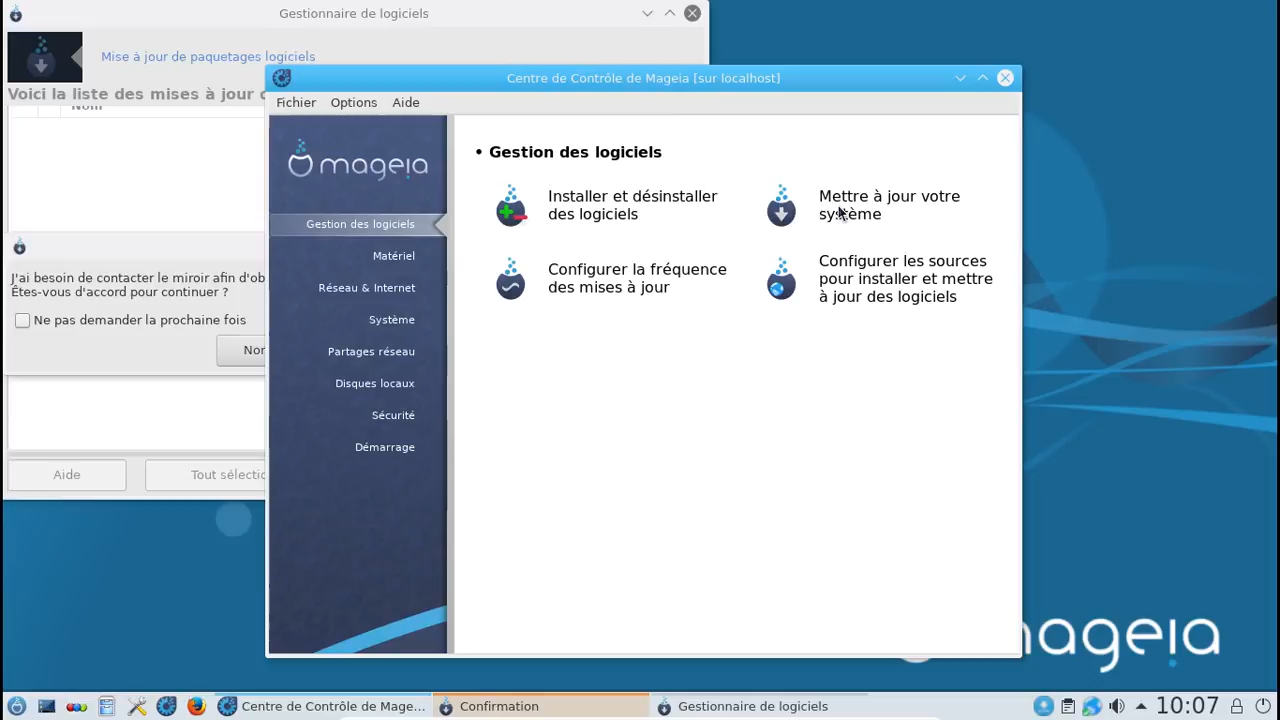 Gestionnaire de logiciels
Mise à jour de paquetages logiciels
Voici la liste des mises à jour
Nom
J'ai besoin de contacter le miroir afin d'ob
Êtes-vous d'accord pour continuer ?
Ne pas demander la prochaine fois
Nor
Aide
Tout sélectio
Centre de Contrôle de Mageia [sur localhost]
Fichier
Options
Aide
mageia
Gestion des logiciels
Matériel
Réseau & Internet
Système
Partages réseau
Disques locaux
Sécurité
Démarrage
• Gestion des logiciels
Installer et désinstaller
des logiciels
Mettre à jour votre
système
Configurer la fréquence
des mises à jour
Configurer les sources
pour installer et mettre
à jour des logiciels
mageia
Centre de Contrôle de Mage...
Confirmation
Gestionnaire de logiciels
10:07